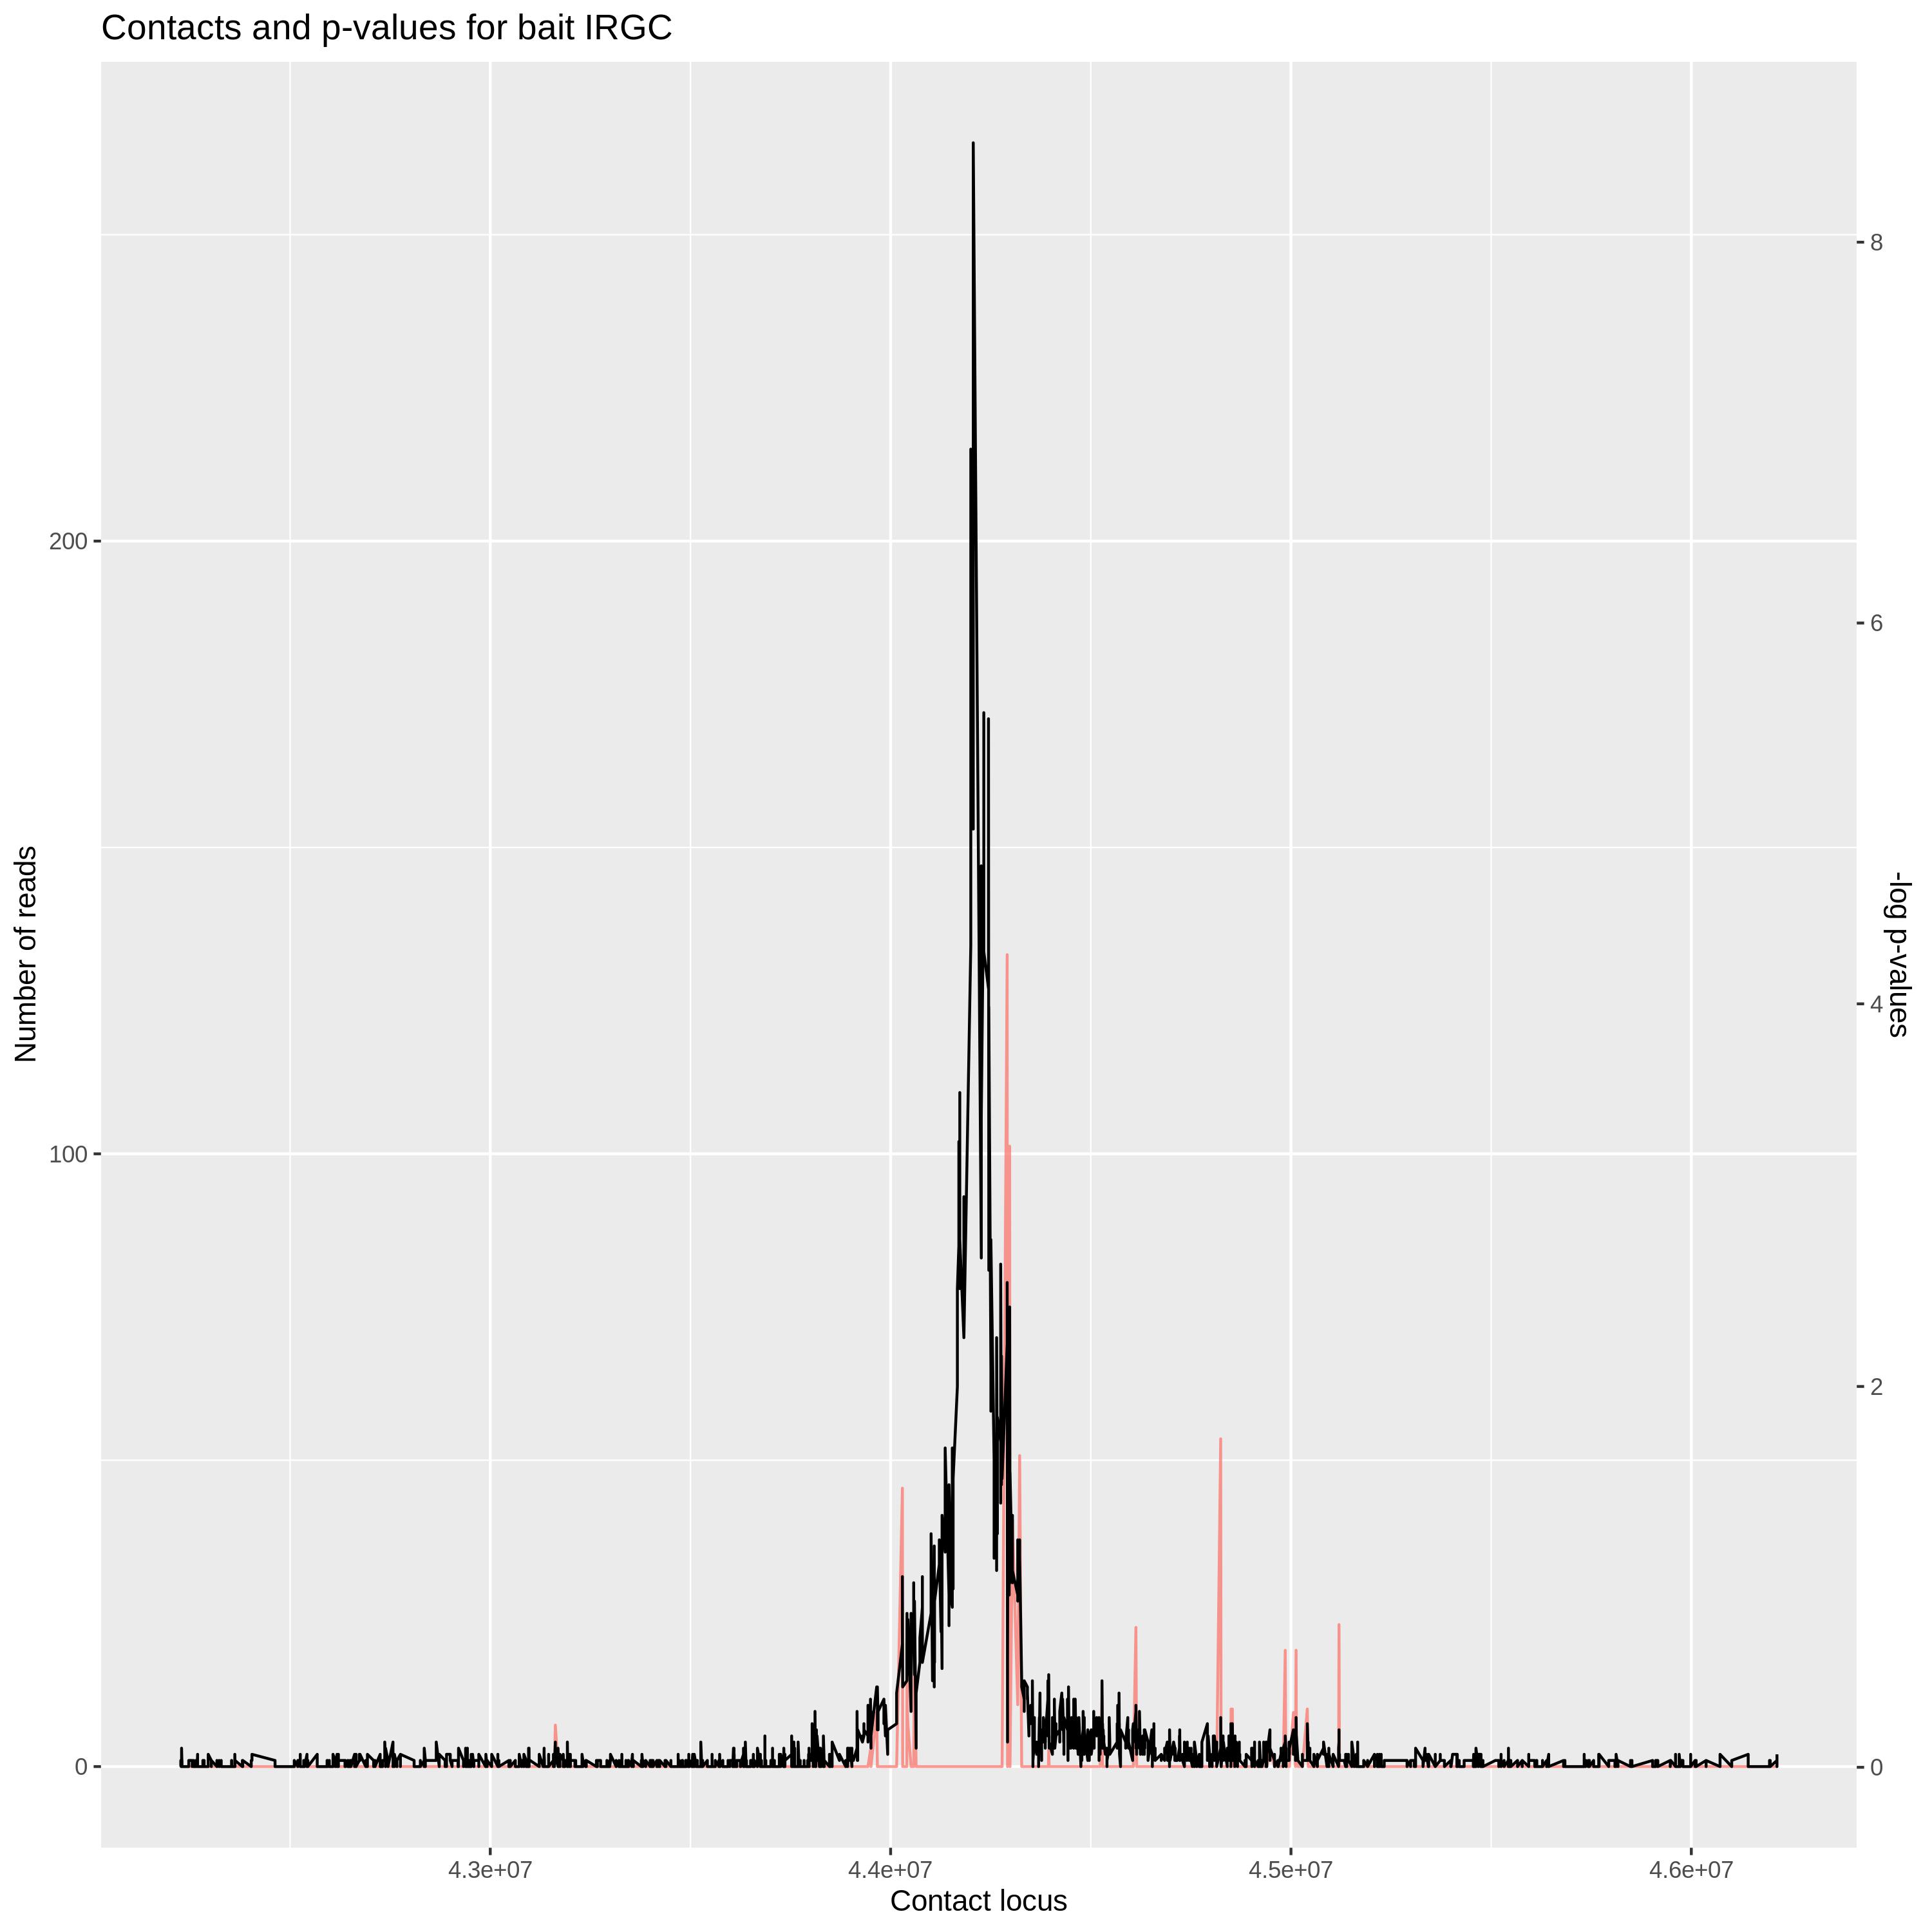 Contacts and p-values for bait IRGC
200
100
0
Number of reads
8
6
4
2
0
-log p-values
4.3e+07
4.4e+07
4.5e+07
4.6e+07
Contact locus